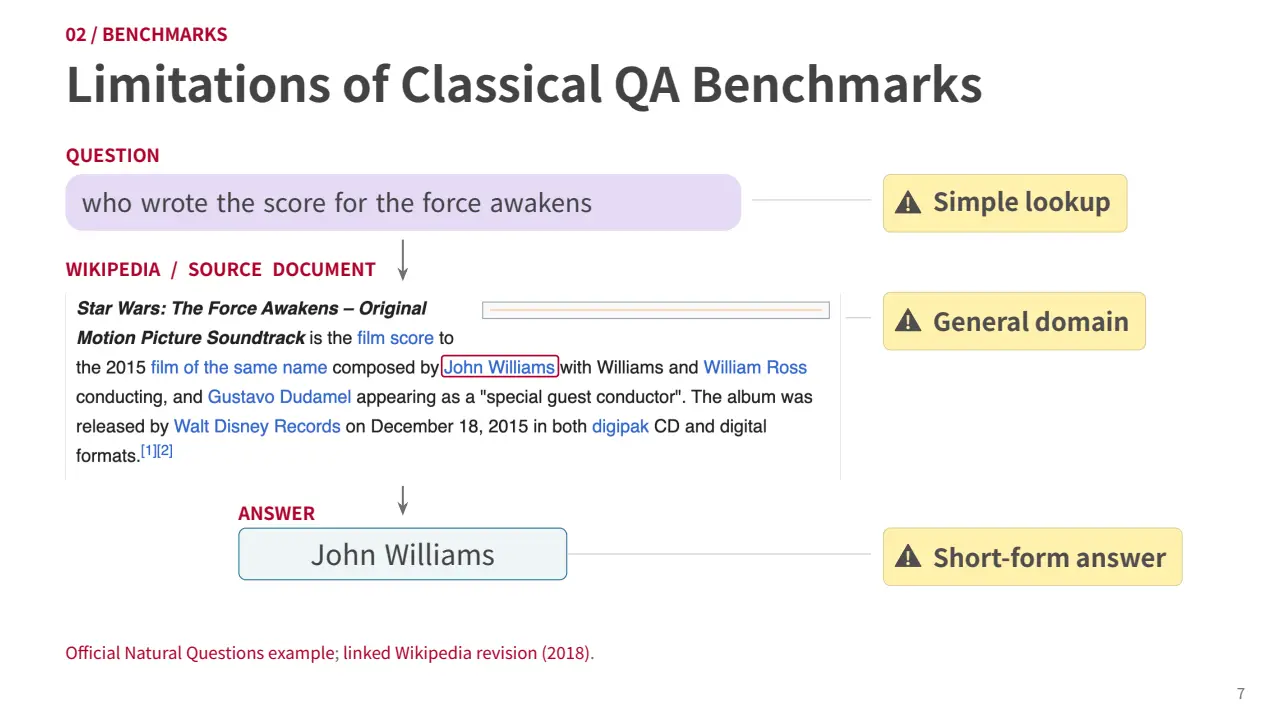 02 / BENCHMARKS
Limitations of Classical QA Benchmarks
QUESTION
who wrote the score for the force awakens
Simple lookup
WIKIPEDIA / SOURCE DOCUMENT
Star Wars: The Force Awakens – Original
Motion Picture Soundtrack is the film score to
the 2015 film of the same name composed by John Williams with Williams and William Ross
conducting, and Gustavo Dudamel appearing as a "special guest conductor". The album was
released by Walt Disney Records on December 18, 2015 in both digipak CD and digital
formats.[1][2]
General domain
ANSWER
John Williams
Short-form answer
Official Natural Questions example; linked Wikipedia revision (2018).
7